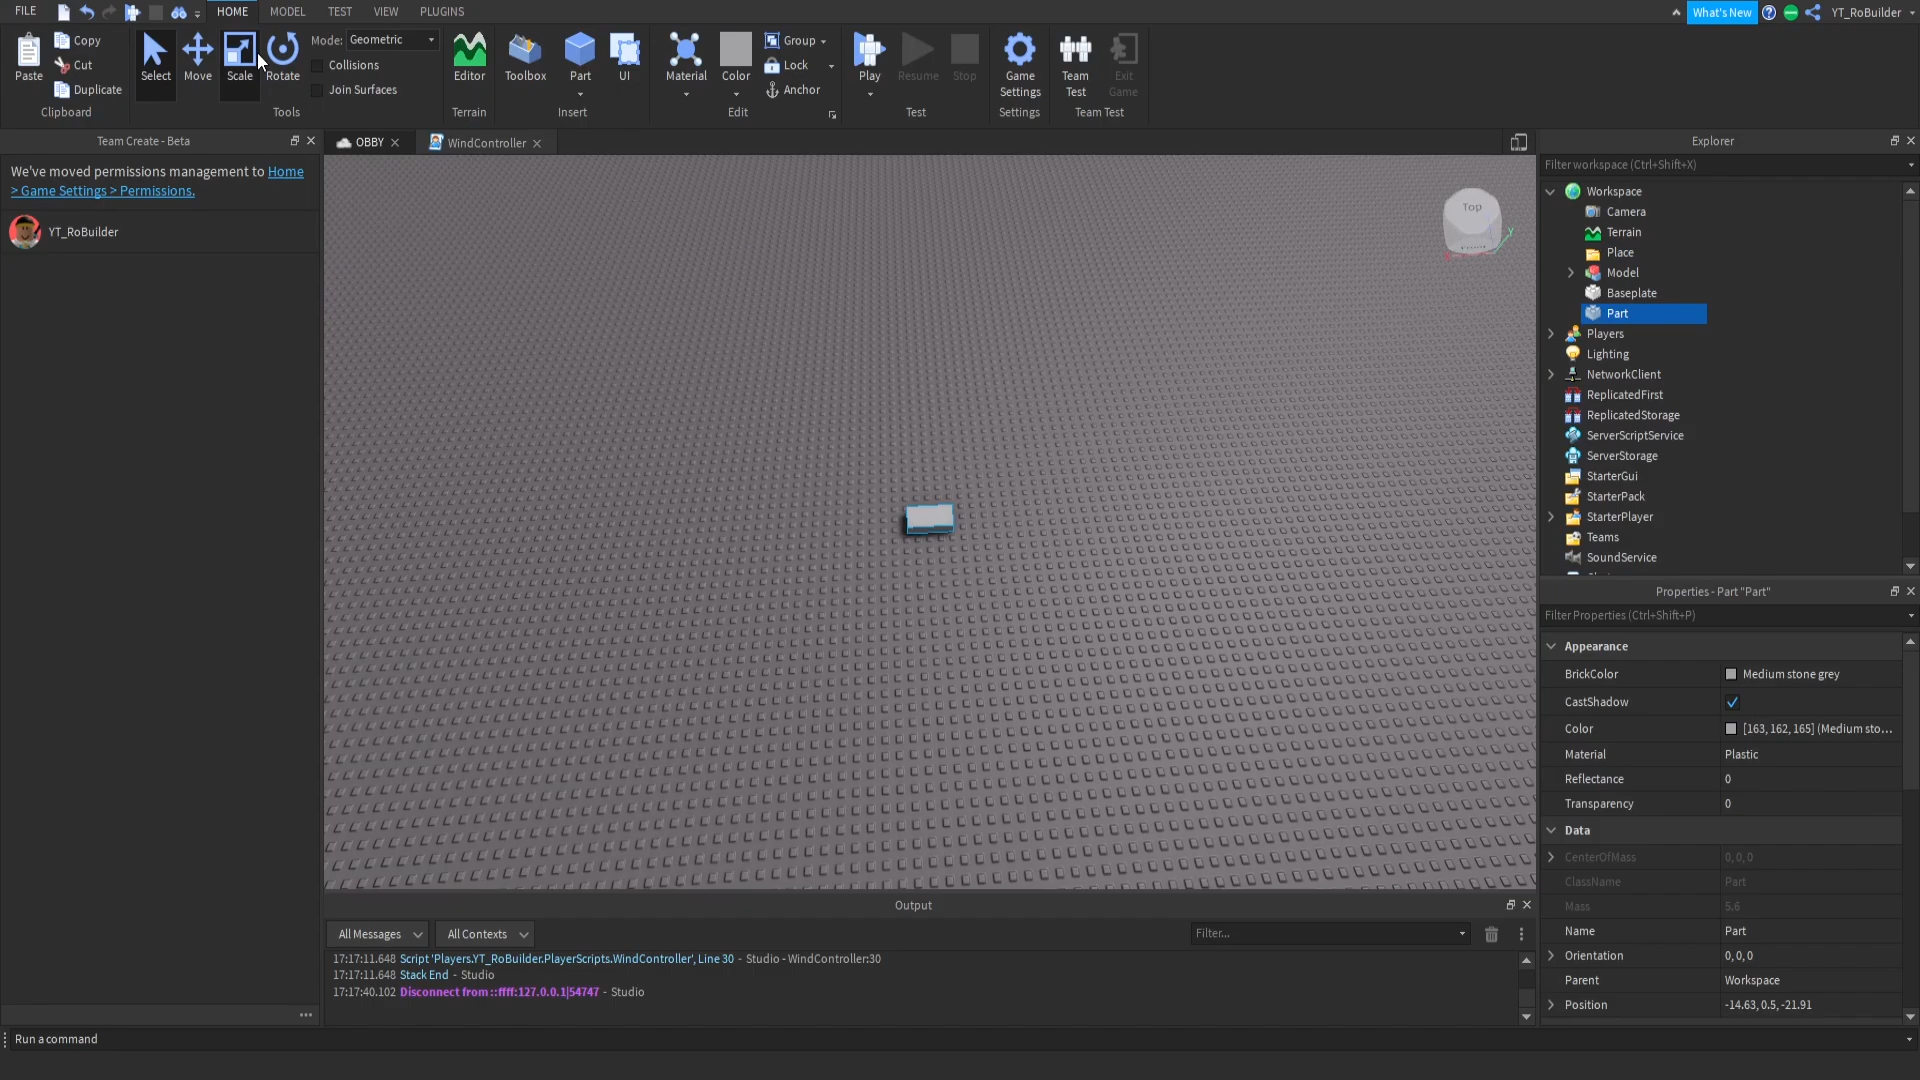 FILE
HOME
MODEL
TEST
VIEW
PLUGINS
What's New
YT_RoBuilder
Paste
Copy
Cut
Duplicate
Clipboard
Select
Move
Scale
Rotate
Mode: Geometric
Collisions
Join Surfaces
Tools
Editor
Terrain
Toolbox
Part
UI
Insert
Material
Color
Group
Lock
Anchor
Edit
Play
Resume
Stop
Test
Game
Settings
Settings
Team
Test
Exit
Game
Team Test
Team Create - Beta
We've moved permissions management to Home
> Game Settings > Permissions.
YT_RoBuilder
OBBY
WindController
Top
Y
Explorer
Filter workspace (Ctrl+Shift+X)
Workspace
Camera
Terrain
Place
Model
Baseplate
Part
Players
Lighting
NetworkClient
ReplicatedFirst
ReplicatedStorage
ServerScriptService
ServerStorage
StarterGui
StarterPack
StarterPlayer
Teams
SoundService
Properties - Part "Part"
Filter Properties (Ctrl+Shift+P)
Appearance
BrickColor Medium stone grey
CastShadow
Color [163, 162, 165] (Medium sto...
Material Plastic
Reflectance 0
Transparency 0
Data
CenterOfMass 0, 0, 0
ClassName Part
Mass 5.6
Name Part
Orientation 0, 0, 0
Parent Workspace
Position -14.63, 0.5, -21.91
Output
All Messages
All Contexts
Filter...
17:17:11.648 Script 'Players.YT_RoBuilder.PlayerScripts.WindController', Line 30 - Studio - WindController:30
17:17:11.648 Stack End - Studio
17:17:40.102 Disconnect from ::ffff:127.0.0.1|54747 - Studio
Run a command